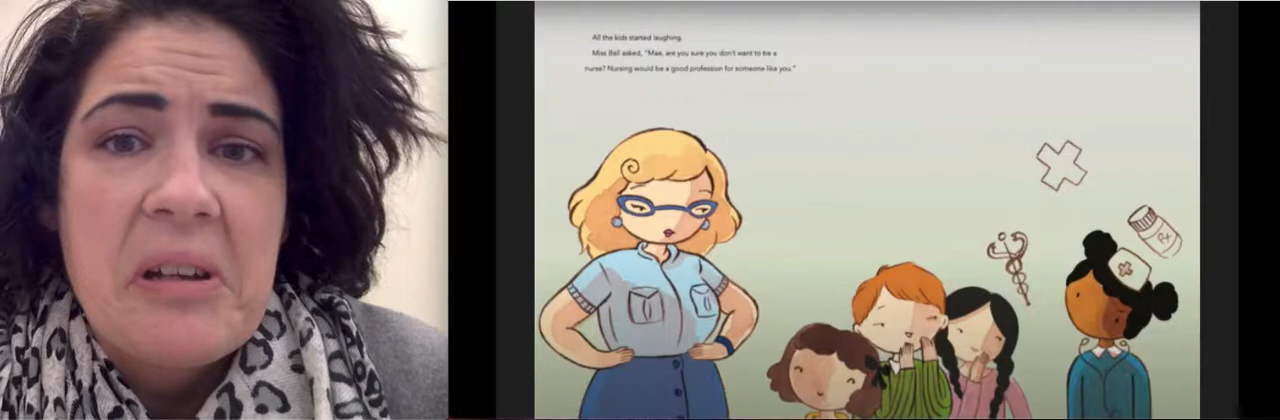 All the kids started laughing.
Miss Bell asked, "Mae, are you sure you don't want to be a
nurse? Nursing would be a good profession for someone like you."
Rx